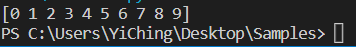 [0 1 2 3 4 5 6 7 8 9]
PS C:\Users\YiChing\Desktop\Samples>